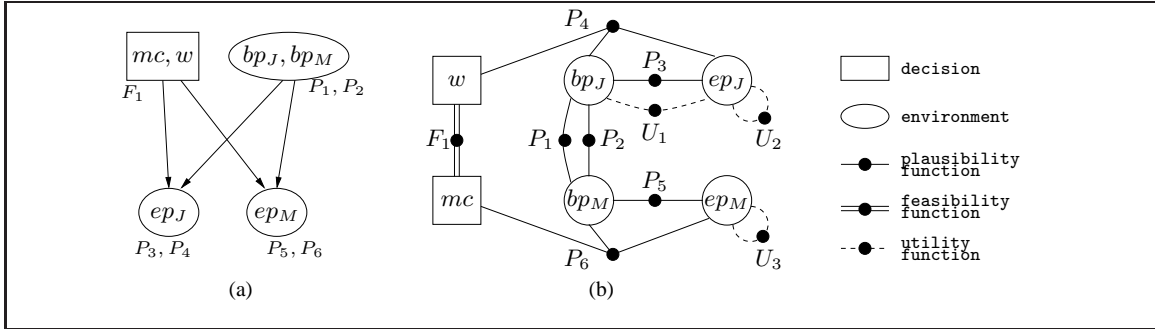 mc, w
bp_J, bp_M
F_1
P_1, P_2
ep_J
ep_M
P_3, P_4
P_5, P_6
(a)
P_4
w
bp_J
P_3
ep_J
U_1
U_2
F_1
P_1
P_2
mc
bp_M
P_5
ep_M
P_6
U_3
(b)
decision
environment
plausibility
function
feasibility
function
utility
function